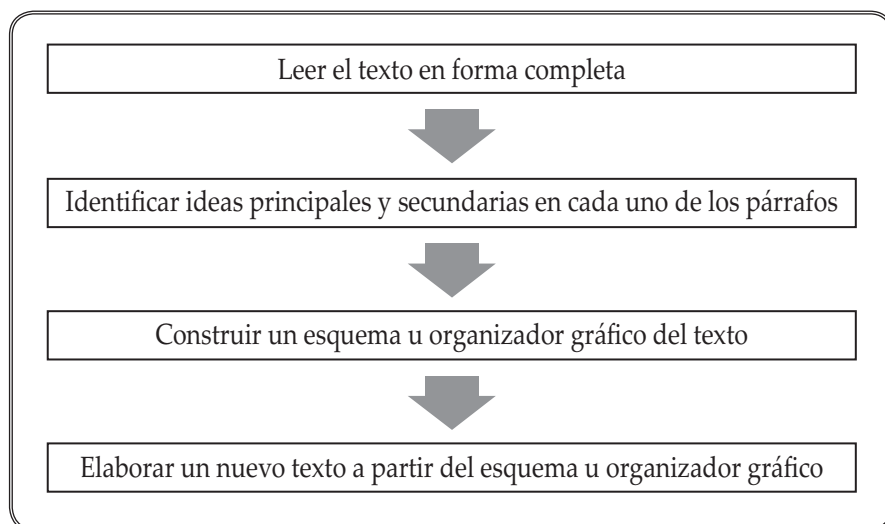 Leer el texto en forma completa
Identificar ideas principales y secundarias en cada uno de los párrafos
Construir un esquema u organizador gráfico del texto
Elaborar un nuevo texto a partir del esquema u organizador gráfico